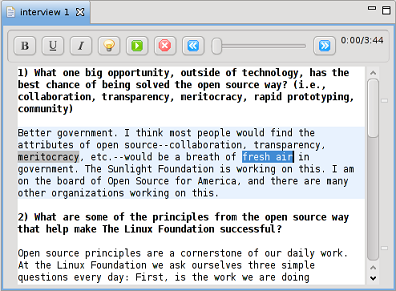 interview 1
B U I 0:00/3:44
1) What one big opportunity, outside of technology, has the
best chance of being solved the open source way? (i.e.,
collaboration, transparency, meritocracy, rapid prototyping,
community)
Better government. I think most people would find the
attributes of open source--collaboration, transparency,
meritocracy, etc.--would be a breath of fresh air in
government. The Sunlight Foundation is working on this. I am
on the board of Open Source for America, and there are many
other organizations working on this.
2) What are some of the principles from the open source way
that help make The Linux Foundation successful?
Open source principles are a cornerstone of our daily work.
At the Linux Foundation we ask ourselves three simple
questions every day: First, is the work we are doing